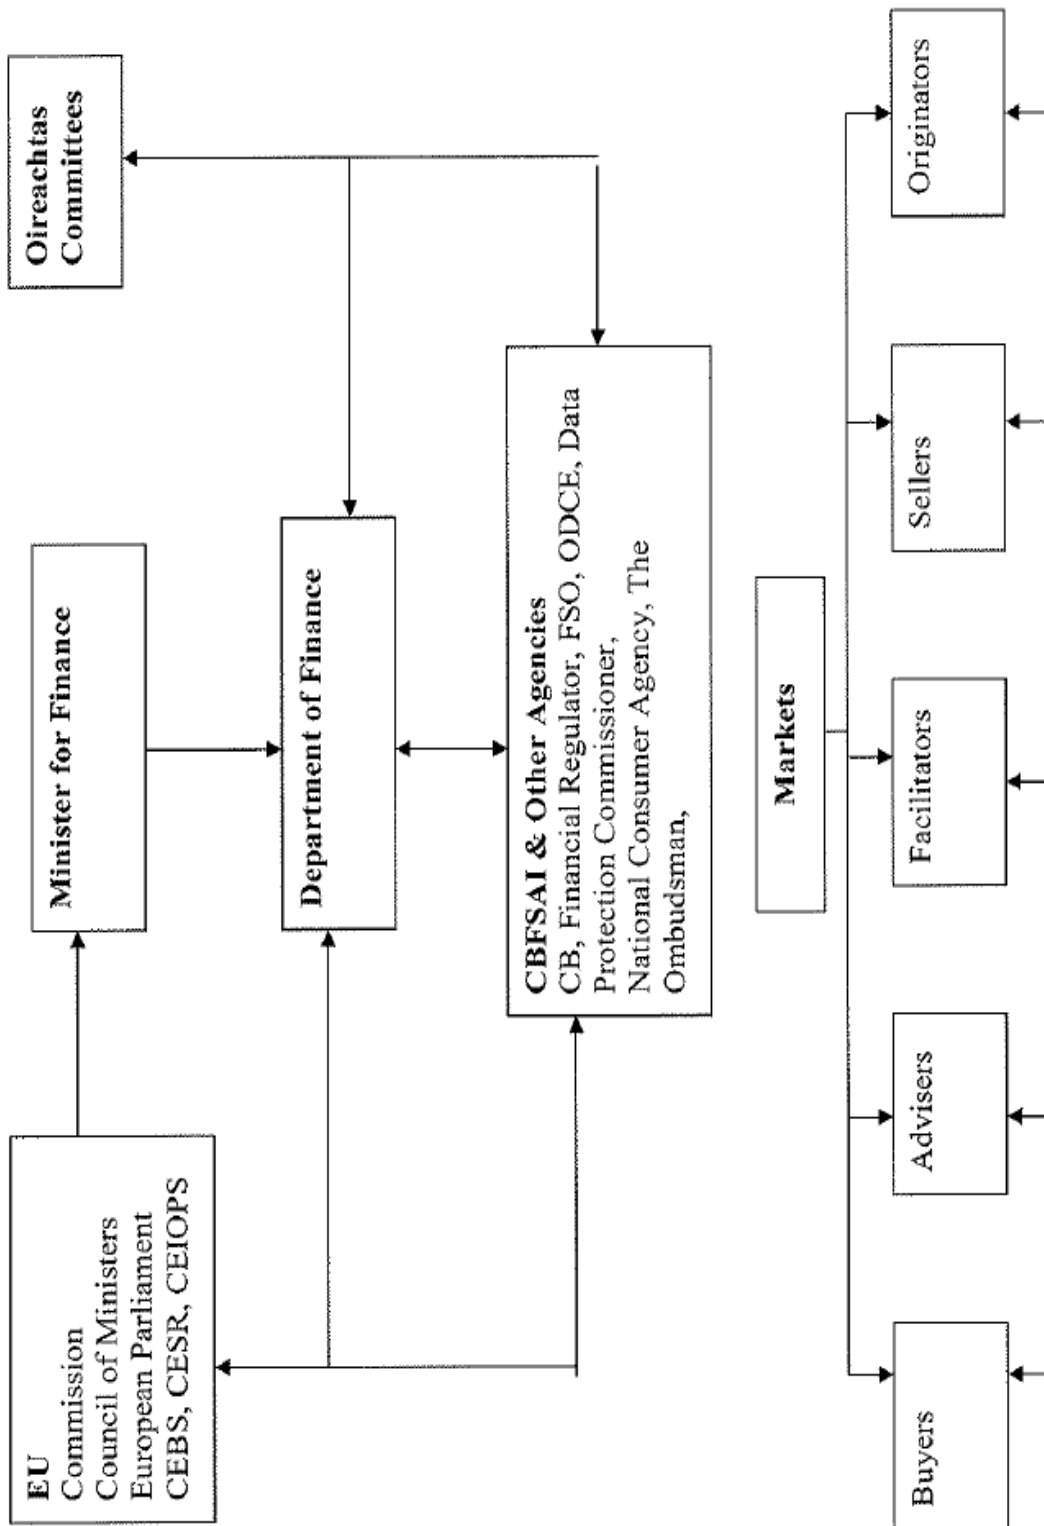 EU
Commission
Council of Ministers
European Parliament
CEBS, CESR, CEIOPS
Minister for Finance
Oireachtas
Committees
Department of Finance
CBFSAI & Other Agencies
CB, Financial Regulator, FSO, ODCE, Data
Protection Commissioner,
National Consumer Agency, The
Ombudsman,
Markets
Buyers
Advisers
Facilitators
Sellers
Originators